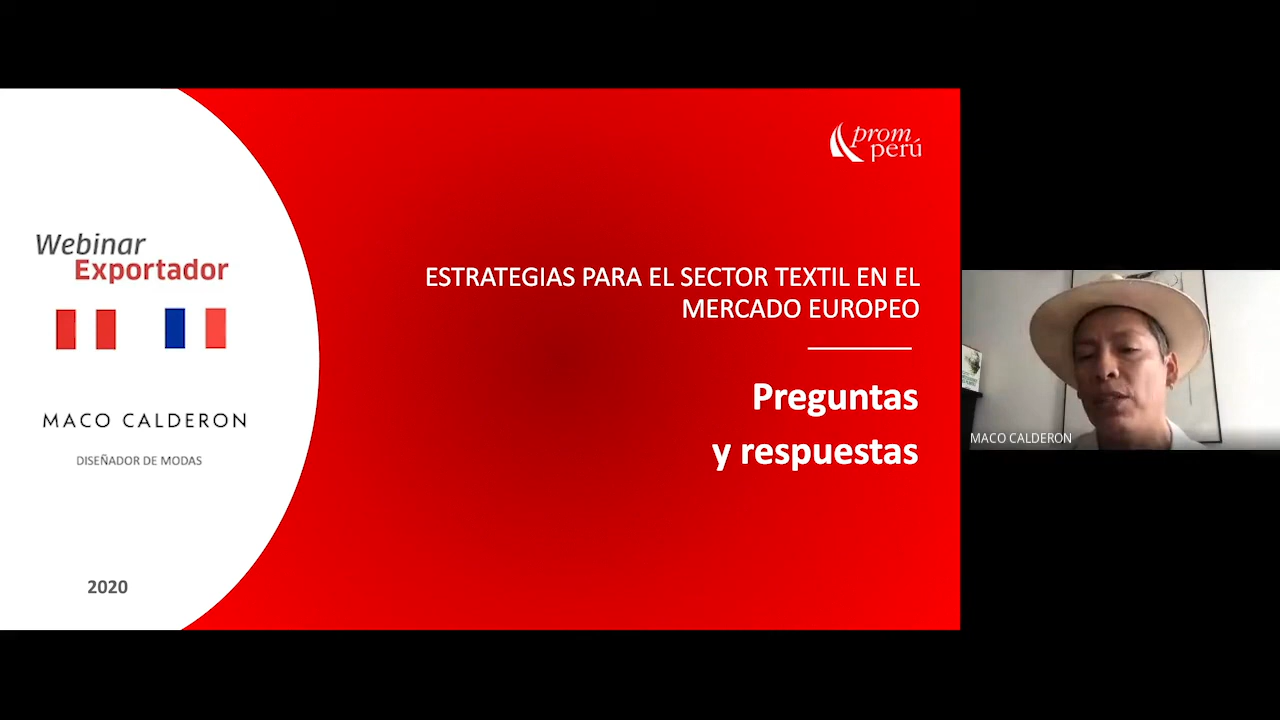 Webinar
Exportador
MACO CALDERON
DISEÑADOR DE MODAS
2020
prom
perú
ESTRATEGIAS PARA EL SECTOR TEXTIL EN EL
MERCADO EUROPEO
Preguntas
y respuestas
MACO CALDERON